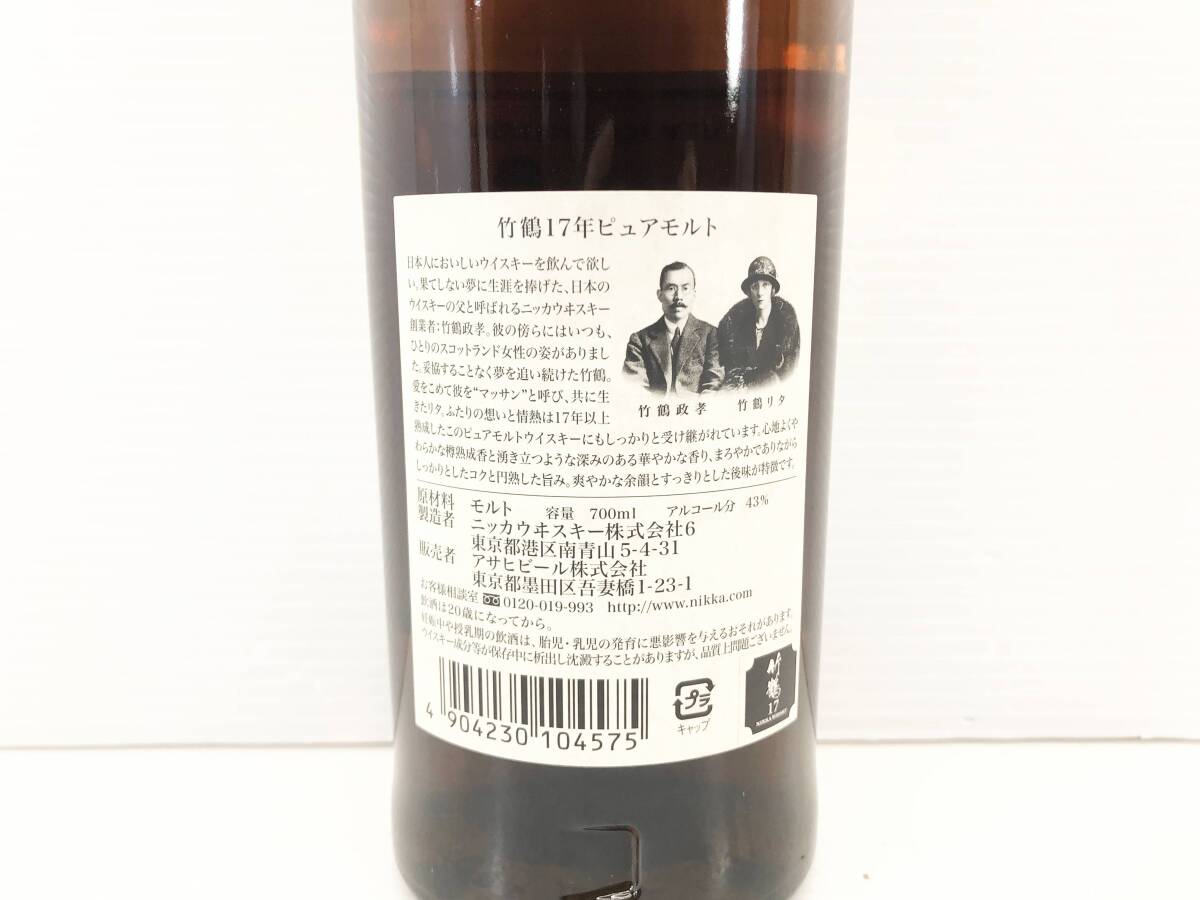 竹鶴17年ピュアモルト
日本人においしいウイスキーを飲んで欲し
い。果てしない夢に生涯を捧げた、日本の
ウイスキーの父と呼ばれるニッカウヰスキー
創業者:竹鶴政孝。彼の傍らにはいつも、
ひとりのスコットランド女性の姿がありまし
た。妥協することなく夢を追い続けた竹鶴。
愛をこめて彼を“マッサン”と呼び、共に生
きたリタ。ふたりの想いと情熱は17年以上
熟成したこのピュアモルトウイスキーにもしっかりと受け継がれています。心地よくや
わらかな樽熟成香と湧き立つような深みのある華やかな香り、まろやかでありながら
しっかりとしたコクと円熟した旨み。爽やかな余韻とすっきりとした後味が特徴です。
竹鶴政孝 竹鶴リタ
原材料 モルト 容量 700ml アルコール分 43%
製造者 ニッカウヰスキー株式会社6
東京都港区南青山5-4-31
販売者 アサヒビール株式会社
東京都墨田区吾妻橋1-23-1
お客様相談室 0120-019-993 http://www.nikka.com
飲酒は20歳になってから。
妊娠中や授乳期の飲酒は、胎児・乳児の発育に悪影響を与えるおそれがあります。
ウイスキー成分等が保存中に析出し沈澱することがありますが、品質上問題ございません。
4 904230 104575
プラ
キャップ
竹鶴
17
NIKKA WHISKY